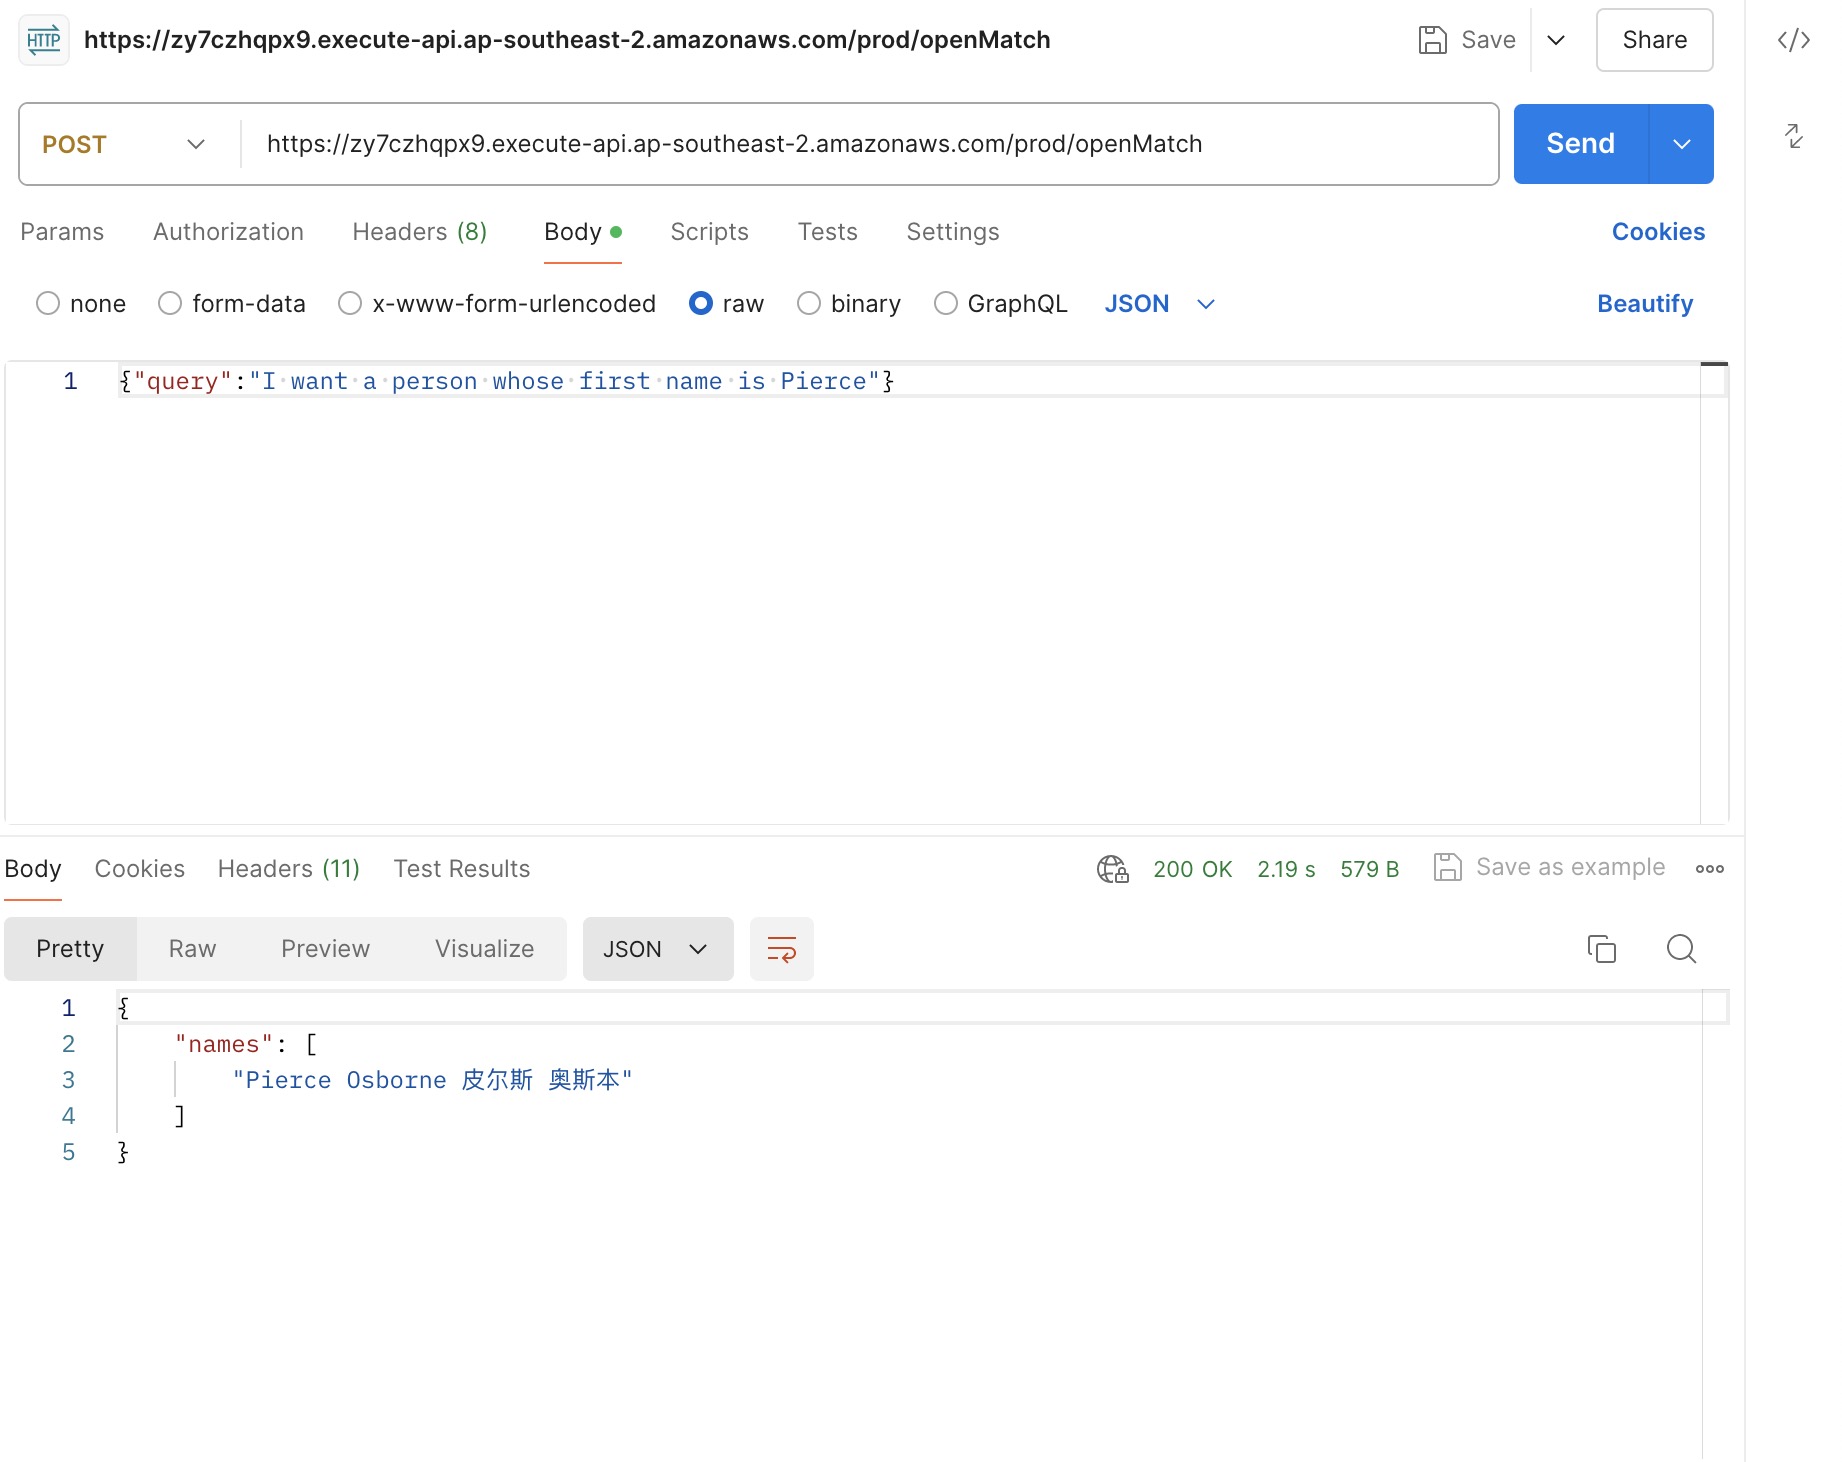 HTTP https://zy7czhqpx9.execute-api.ap-southeast-2.amazonaws.com/prod/openMatch Save Share </>
POST https://zy7czhqpx9.execute-api.ap-southeast-2.amazonaws.com/prod/openMatch Send
Params Authorization Headers (8) Body Scripts Tests Settings Cookies
none form-data x-www-form-urlencoded raw binary GraphQL JSON Beautify
1 {"query":"I want a person whose first name is Pierce"}
Body Cookies Headers (11) Test Results 200 OK 2.19 s 579 B Save as example
Pretty Raw Preview Visualize JSON
1 {
2 "names": [
3 "Pierce Osborne 皮尔斯 奥斯本"
4 ]
5 }